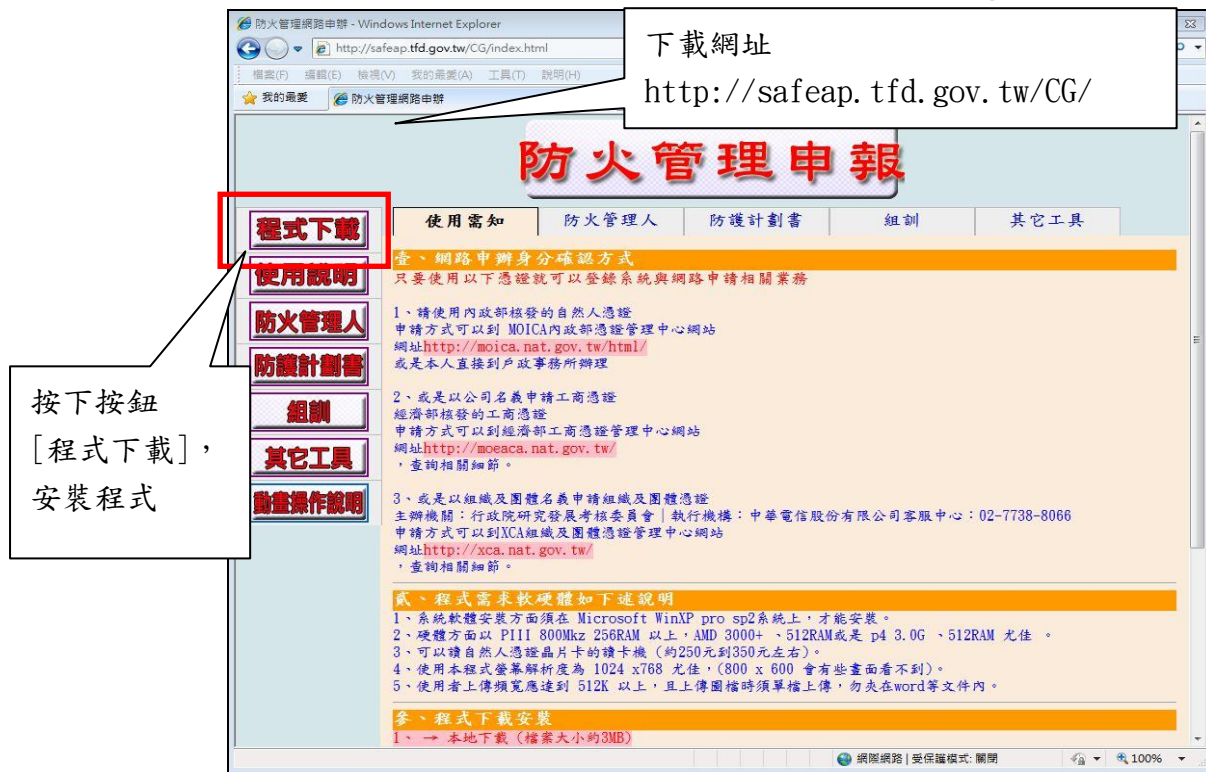 防火管理網路申辦 - Windows Internet Explorer
http://safeap.tfd.gov.tw/CG/index.html
檔案(F) 編輯(E) 檢視(V) 我的最愛(A) 工具(T) 說明(H)
我的最愛 防火管理網路申辦
下載網址
http://safeap.tfd.gov.tw/CG/
防火管理申報
程式下載
使用說明
防火管理人
防護計劃書
組訓
其它工具
動畫操作說明
按下按鈕
[程式下載],
安裝程式
使用需知 防火管理人 防護計劃書 組訓 其它工具
壹、網路申辦身分確認方式
只要使用以下憑證就可以登錄系統與網路申請相關業務
1、請使用內政部核發的自然人憑證
申請方式可以到 MOICA內政部憑證管理中心網站
網址http://moica.nat.gov.tw/html/
或是本人直接到戶政事務所辦理
2、或是以公司名義申請工商憑證
經濟部核發的工商憑證
申請方式可以到經濟部工商憑證管理中心網站
網址http://moeaca.nat.gov.tw/
,查詢相關細節。
3、或是以組織及團體名義申請組織及團體憑證
主辦機關:行政院研究發展考核委員會|執行機構:中華電信股份有限公司客服中心:02-7738-8066
申請方式可以到XCA組織及團體憑證管理中心網站
網址http://xca.nat.gov.tw/
,查詢相關細節。
貳、程式需求軟硬體如下述說明
1、系統軟體安裝方面須在 Microsoft WinXP pro sp2系統上,才能安裝。
2、硬體方面以 PIII 800Mkz 256RAM 以上,AMD 3000+ 、512RAM或是 p4 3.0G 、512RAM 尤佳 。
3、可以讀自然人憑證晶片卡的讀卡機 (約250元到350元左右)。
4、使用本程式螢幕解析度為 1024 x768 尤佳,(800 x 600 會有些畫面看不到)。
5、使用者上傳頻寬應達到 512K 以上,且上傳圖檔時須單檔上傳,勿夾在word等文件內。
參、程式下載安裝
1、 → 本地下載 (檔案大小約3MB)
網際網路 | 受保護模式: 關閉 100%